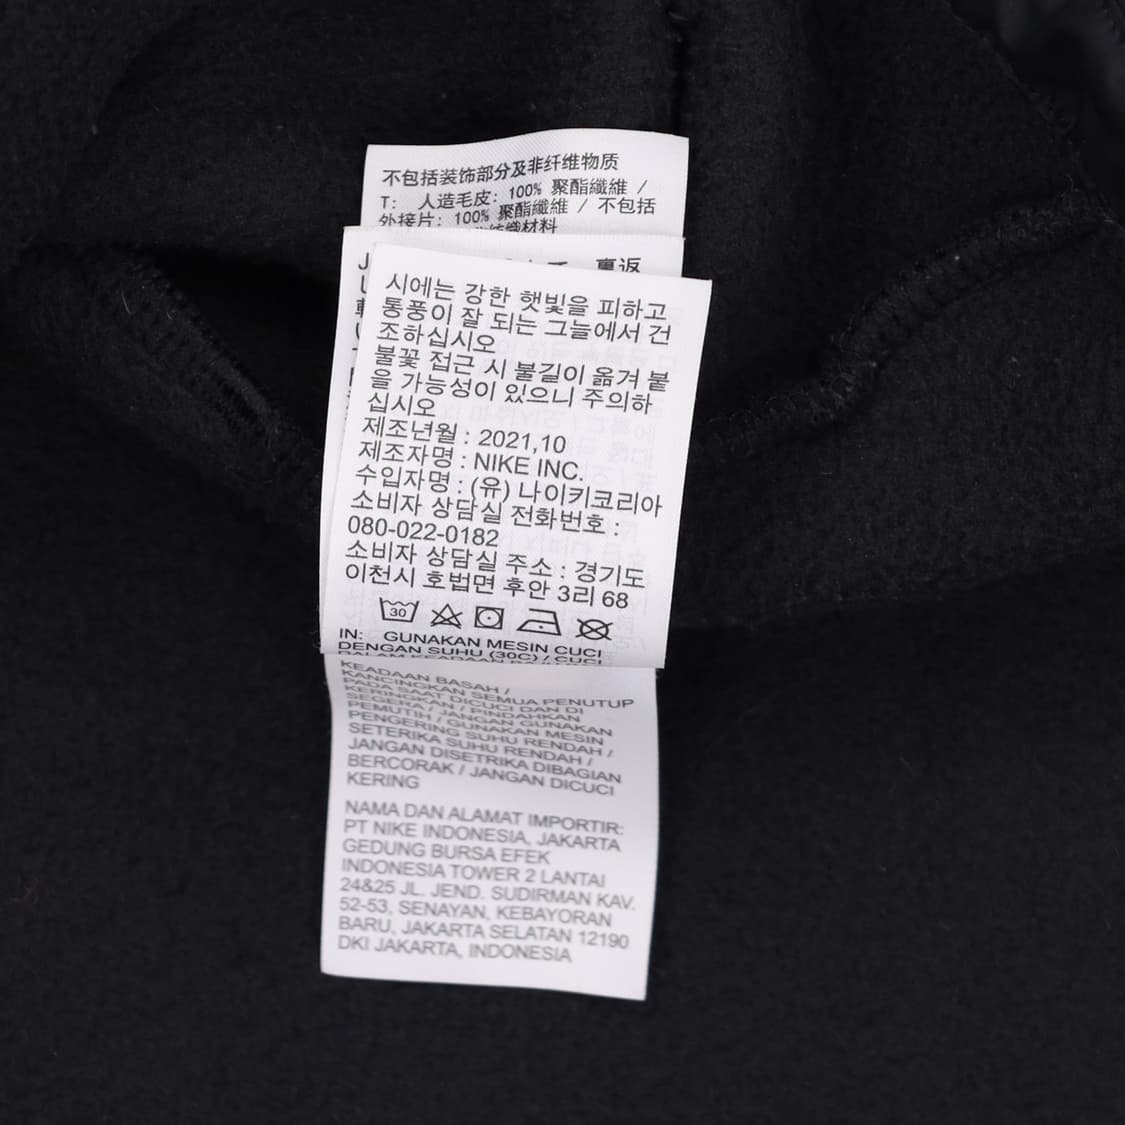 不包括装饰部分及非纤维物质
T: 人造毛皮: 100% 聚酯纖維 /
外接片: 100% 聚酯纖維 / 不包括
裏返
시에는 강한 햇빛을 피하고
통풍이 잘 되는 그늘에서 건
조하십시오
불꽃 접근 시 불길이 옮겨 붙
을 가능성이 있으니 주의하
십시오
제조년월 : 2021,10
제조자명 : NIKE INC.
수입자명 : (유) 나이키코리아
소비자 상담실 전화번호 :
080-022-0182
소비자 상담실 주소 : 경기도
이천시 호법면 후안 3리 68
30
IN: GUNAKAN MESIN CUCI
DENGAN SUHU (30C) / CUCI
KEADAAN BASAH /
KANCINGKAN SEMUA PENUTUP
PADA SAAT DICUCI DAN DI
KERINGKAN / PINDAHKAN
SEGERA / JANGAN GUNAKAN
PEMUTIH / GUNAKAN MESIN
PENGERING SUHU RENDAH /
SETERIKA SUHU RENDAH /
JANGAN DISETRIKA DIBAGIAN
BERCORAK / JANGAN DICUCI
KERING
NAMA DAN ALAMAT IMPORTIR:
PT NIKE INDONESIA, JAKARTA
GEDUNG BURSA EFEK
INDONESIA TOWER 2 LANTAI
24&25 JL. JEND. SUDIRMAN KAV.
52-53, SENAYAN, KEBAYORAN
BARU, JAKARTA SELATAN 12190
DKI JAKARTA, INDONESIA